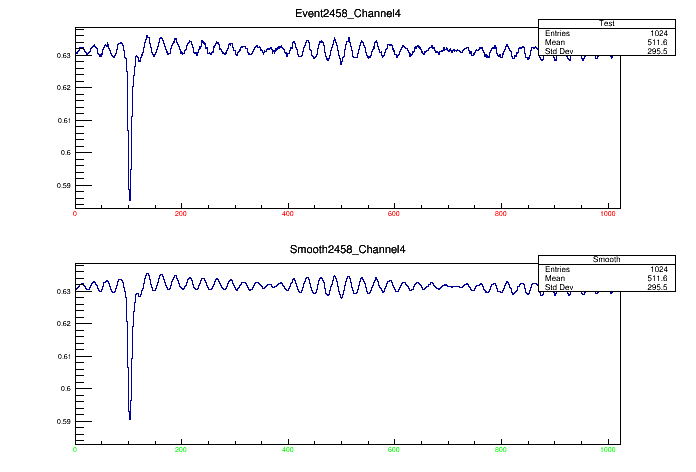 Event2458_Channel4
Test
Entries 1024
Mean 511.6
Std Dev 295.5
0.63
0.62
0.61
0.6
0.59
0 200 400 600 800 1000
Smooth2458_Channel4
Smooth
Entries 1024
Mean 511.6
Std Dev 295.5
0.63
0.62
0.61
0.6
0.59
0 200 400 600 800 1000